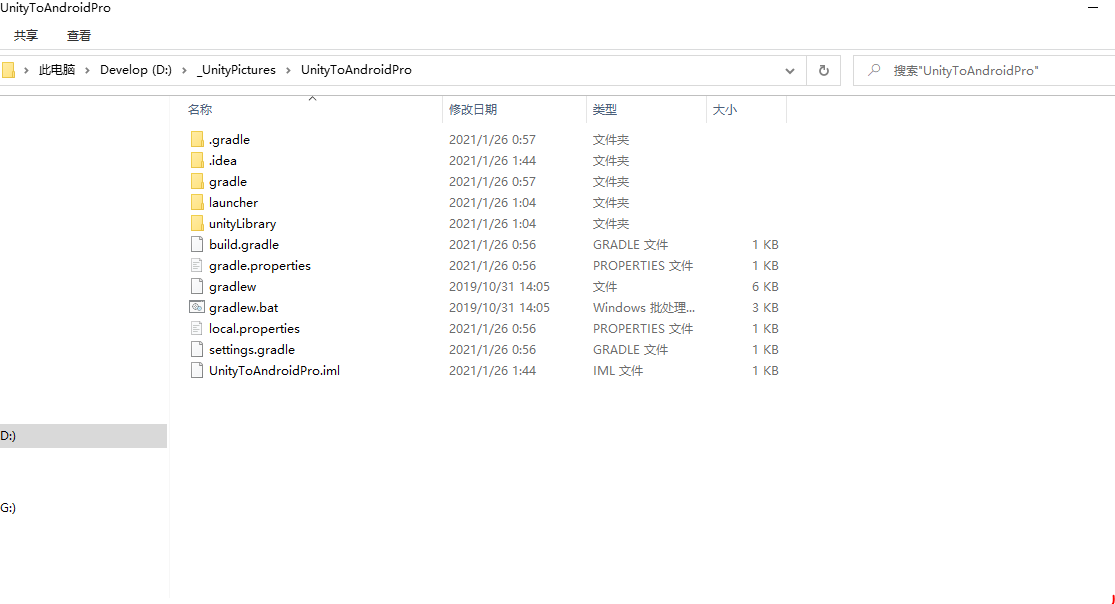 UnityToAndroidPro
共享 查看
此电脑 › Develop (D:) › _UnityPictures › UnityToAndroidPro 搜索"UnityToAndroidPro"
名称 修改日期 类型 大小
.gradle 2021/1/26 0:57 文件夹
.idea 2021/1/26 1:44 文件夹
gradle 2021/1/26 0:57 文件夹
launcher 2021/1/26 1:04 文件夹
unityLibrary 2021/1/26 1:04 文件夹
build.gradle 2021/1/26 0:56 GRADLE 文件 1 KB
gradle.properties 2021/1/26 0:56 PROPERTIES 文件 1 KB
gradlew 2019/10/31 14:05 文件 6 KB
gradlew.bat 2019/10/31 14:05 Windows 批处理... 3 KB
local.properties 2021/1/26 0:56 PROPERTIES 文件 1 KB
settings.gradle 2021/1/26 0:56 GRADLE 文件 1 KB
UnityToAndroidPro.iml 2021/1/26 1:44 IML 文件 1 KB
D:)
G:)